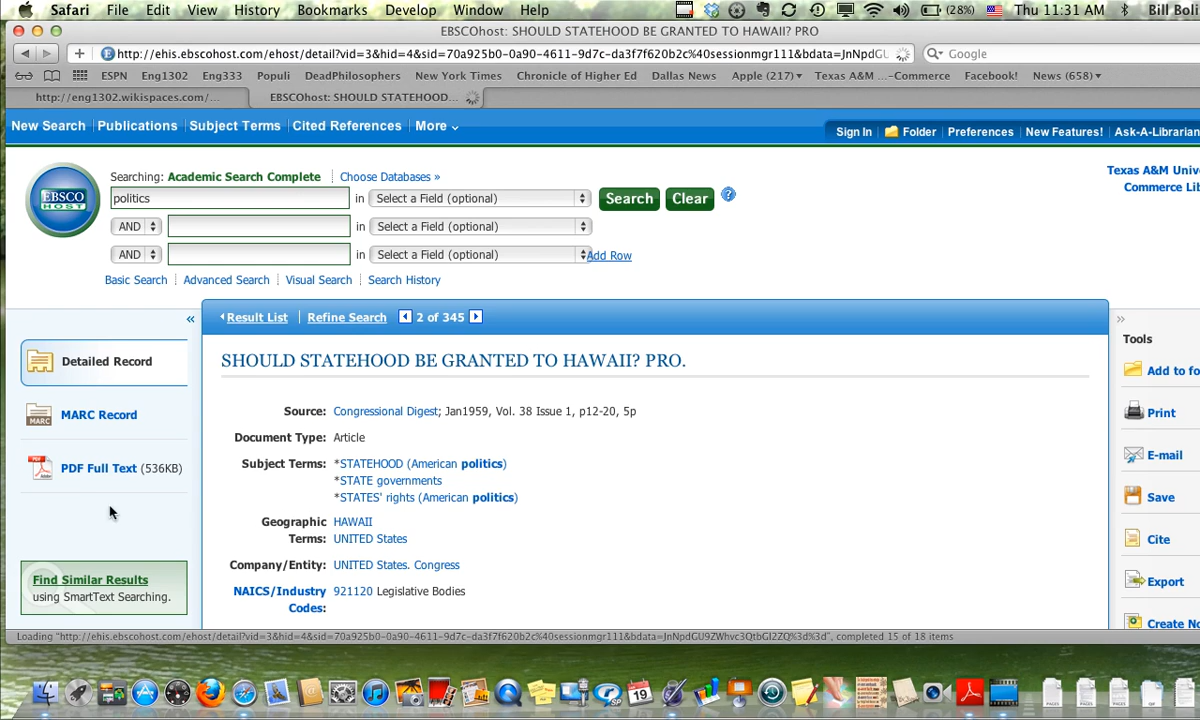 Safari File Edit View History Bookmarks Develop Window Help (28%) Thu 11:31 AM Bill Boli
EBSCOhost: SHOULD STATEHOOD BE GRANTED TO HAWAII? PRO
http://ehis.ebscohost.com/ehost/detail?vid=3&hid=4&sid=70a925b0-0a90-4611-9d7c-da3f7f620b2c%40sessionmgr111&bdata=JnNpdGU Google
ESPN Eng1302 Eng333 Populi DeadPhilosophers New York Times Chronicle of Higher Ed Dallas News Apple (217) Texas A&M ...-Commerce Facebook! News (658)
http://eng1302.wikispaces.com/... EBSCOhost: SHOULD STATEHOOD...
New Search Publications Subject Terms Cited References More
Sign In Folder Preferences New Features! Ask-A-Librarian
Searching: Academic Search Complete Choose Databases »
Texas A&M Unive
Commerce Lib
EBSCO
HOST
politics in Select a Field (optional) Search Clear ?
AND in Select a Field (optional)
AND in Select a Field (optional) Add Row
Basic Search Advanced Search Visual Search Search History
« Result List Refine Search 2 of 345 »
Tools
Detailed Record
MARC Record
MARC
PDF Full Text (536KB)
Find Similar Results
using SmartText Searching.
SHOULD STATEHOOD BE GRANTED TO HAWAII? PRO.
Source: Congressional Digest; Jan1959, Vol. 38 Issue 1, p12-20, 5p
Document Type: Article
Subject Terms: *STATEHOOD (American politics)
*STATE governments
*STATES' rights (American politics)
Geographic Terms: HAWAII
UNITED States
Company/Entity: UNITED States. Congress
NAICS/Industry Codes: 921120 Legislative Bodies
Add to fo
Print
E-mail
Save
Cite
Export
Create No
Loading "http://ehis.ebscohost.com/ehost/detail?vid=3&hid=4&sid=70a925b0-0a90-4611-9d7c-da3f7f620b2c%40sessionmgr111&bdata=JnNpdGU9ZWhvc3QtbGl2ZQ%3d%3d", completed 15 of 18 items
19